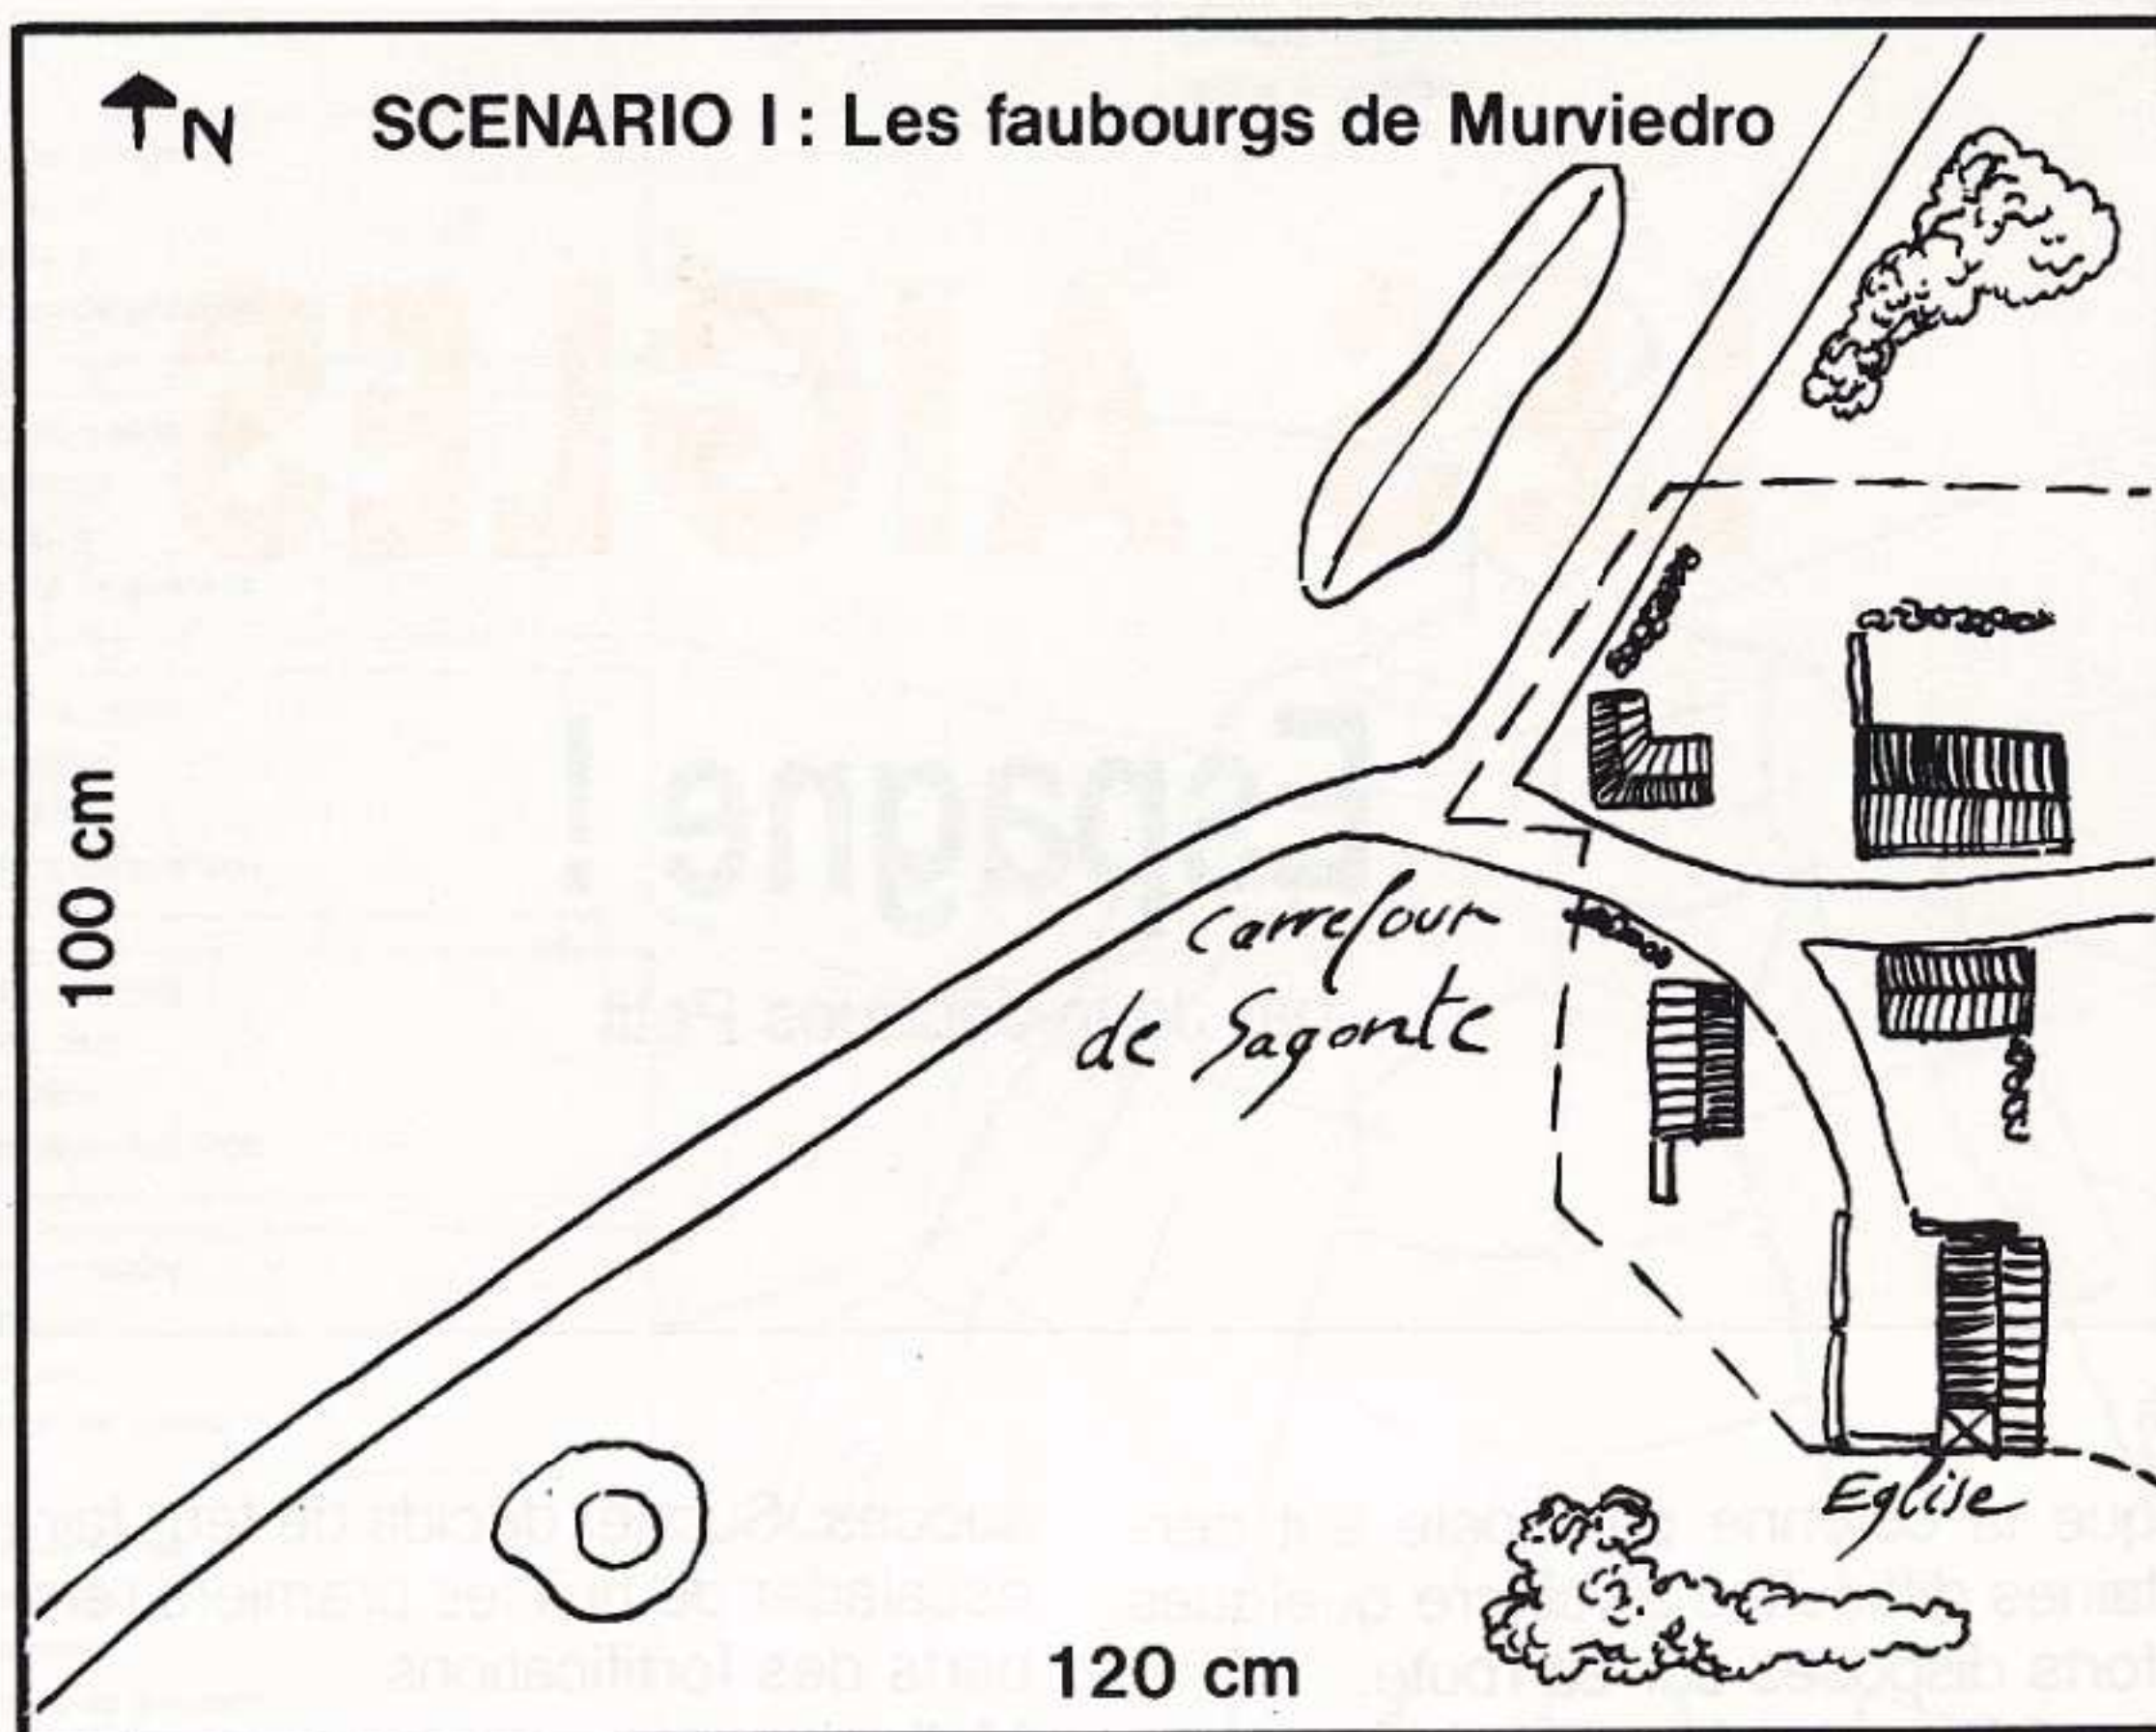 N
SCENARIO I : Les faubourgs de Murviedro
100 cm
Carrefour
de Sagonte
Eglise
120 cm